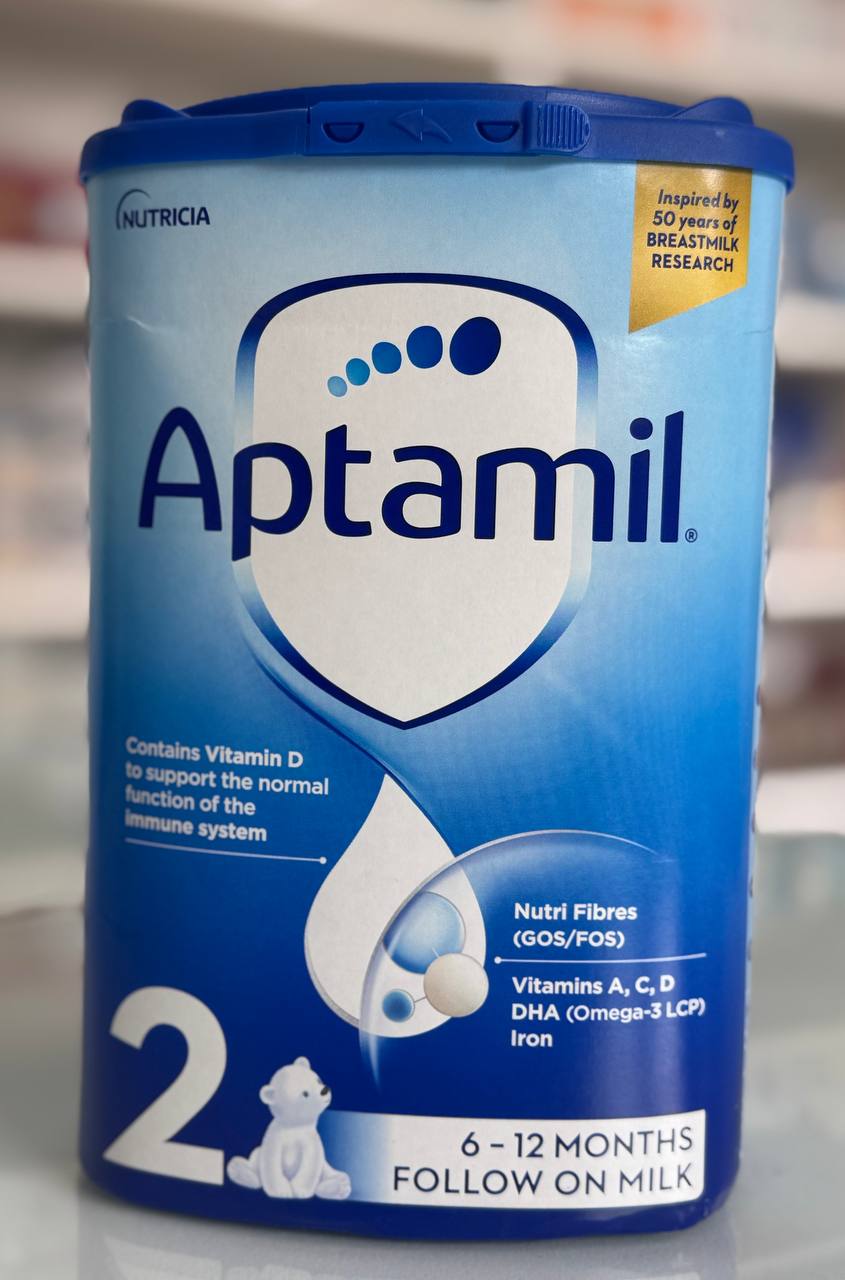 NUTRICIA
Inspired by
50 years of
BREASTMILK
RESEARCH
Aptamil®
Contains Vitamin D
to support the normal
function of the
immune system
Nutri Fibres
(GOS/FOS)
Vitamins A, C, D
DHA (Omega-3 LCP)
Iron
2
6 – 12 MONTHS
FOLLOW ON MILK